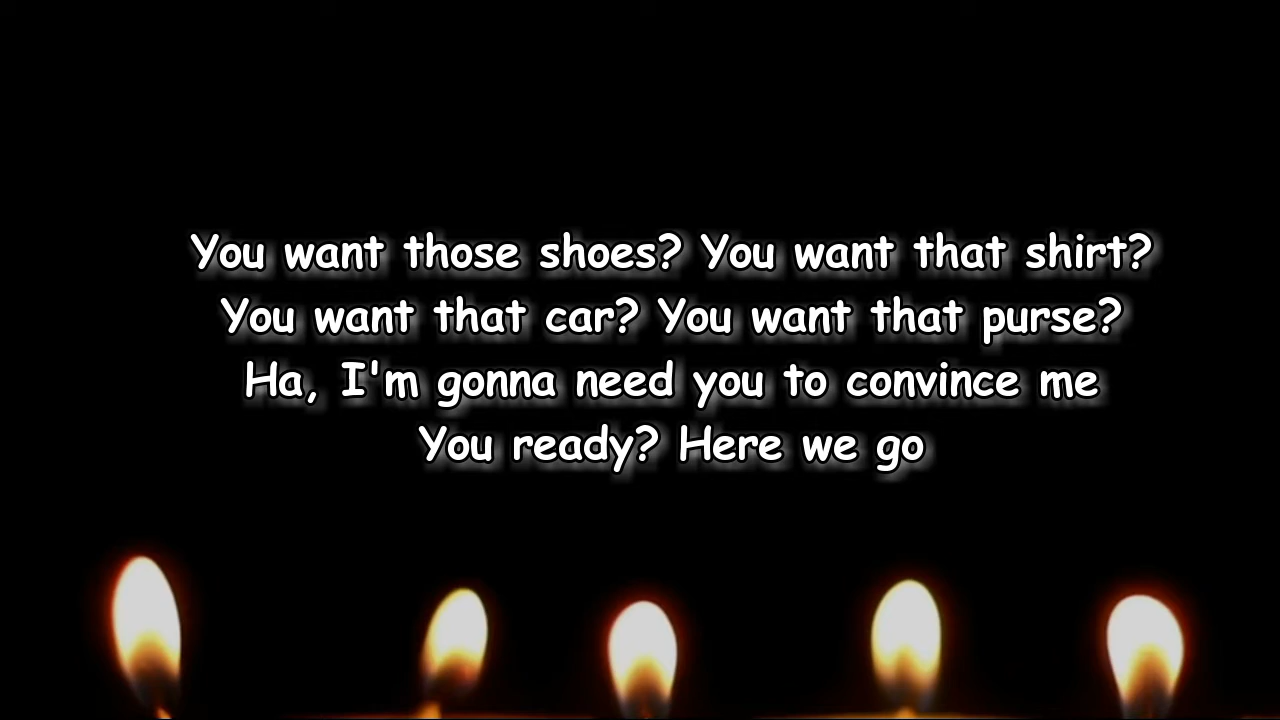 You want those shoes? You want that shirt?
You want that car? You want that purse?
Ha, I'm gonna need you to convince me
You ready? Here we go